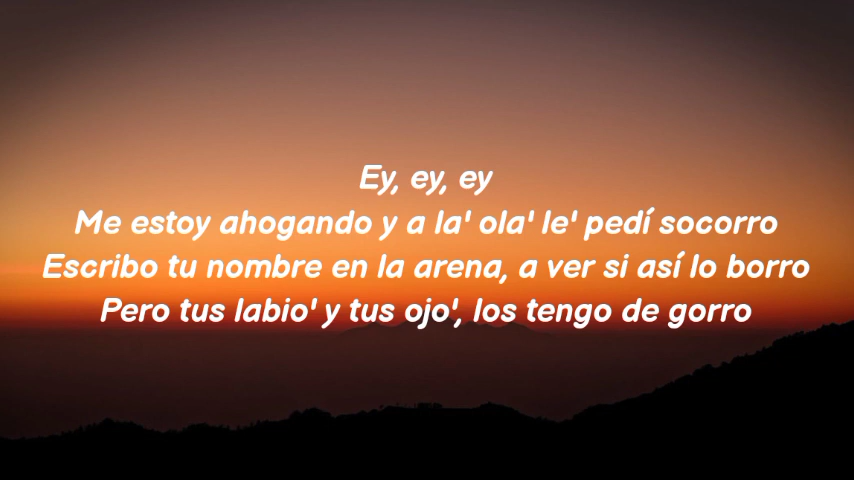 Ey, ey, ey
Me estoy ahogando y a la' ola' le' pedí socorro
Escribo tu nombre en la arena, a ver si así lo borro
Pero tus labio' y tus ojo', los tengo de gorro